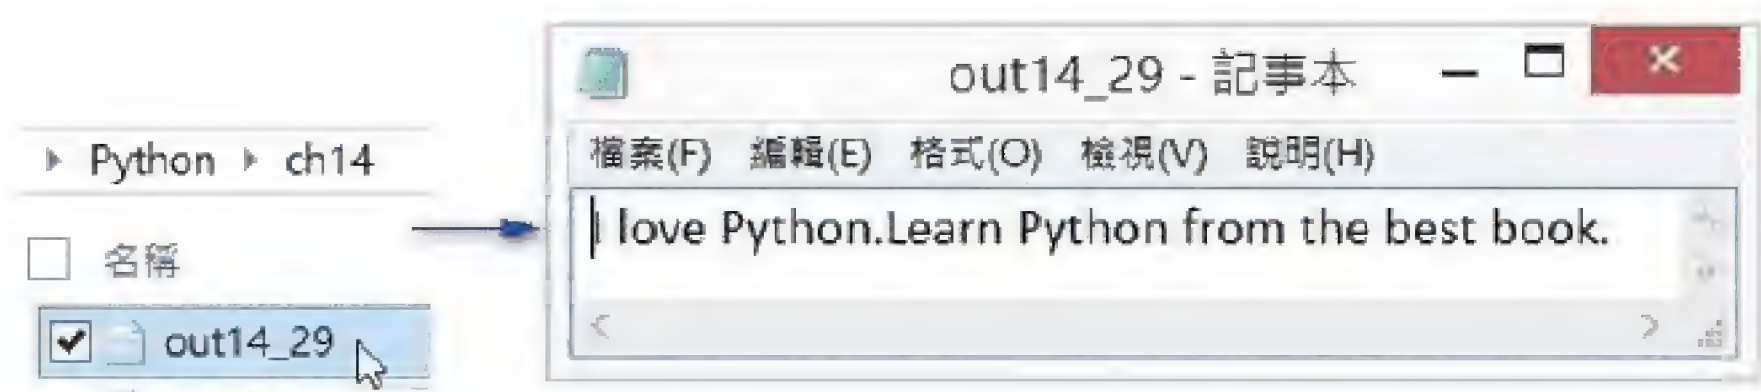 Python ch14
名稱
out14_29
out14_29 - 記事本
檔案(F) 編輯(E) 格式(O) 檢視(V) 說明(H)
I love Python.Learn Python from the best book.